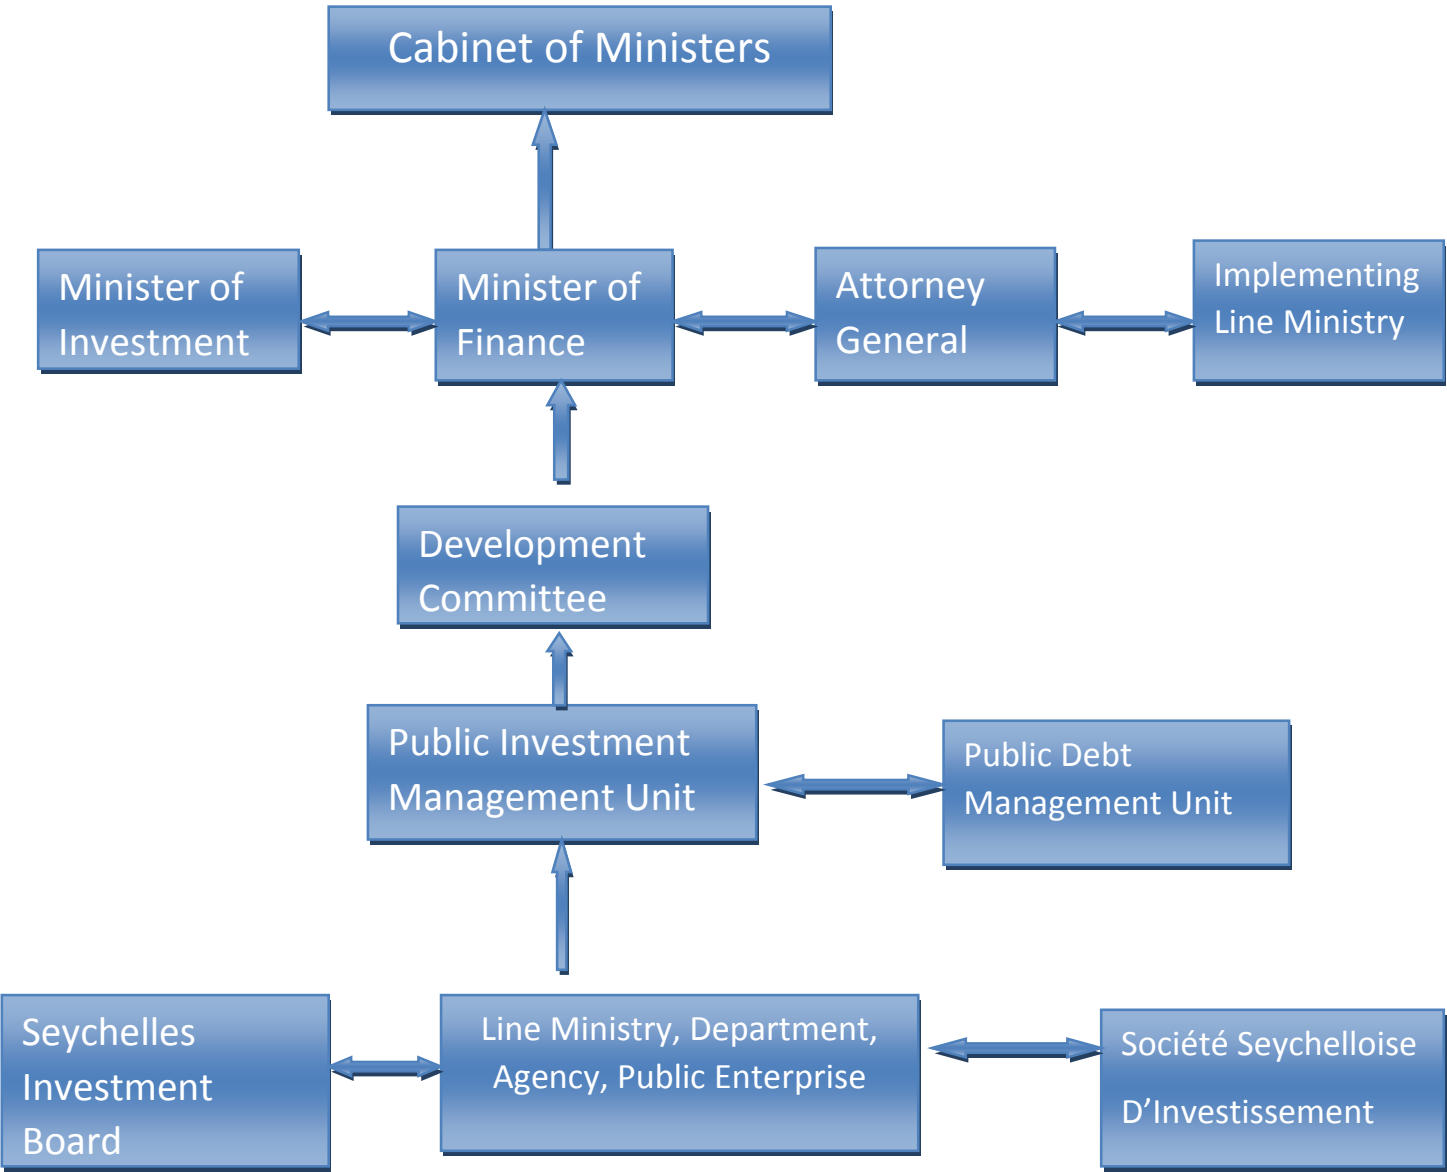 Cabinet of Ministers
Minister of
Investment
Minister of
Finance
Attorney
General
Implementing
Line Ministry
Development
Committee
Public Investment
Management Unit
Public Debt
Management Unit
Seychelles
Investment
Board
Line Ministry, Department,
Agency, Public Enterprise
Société Seychelloise
D’Investissement